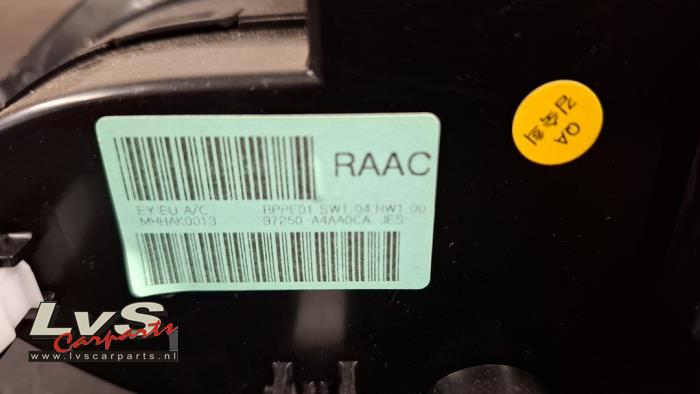 RAAC
EY EU A/C RPPE01 SW1.04 HW1.00
MHHAK0013 97250-A4AA0CA JES
QA
LvS
Carparts
www.lvscarparts.nl